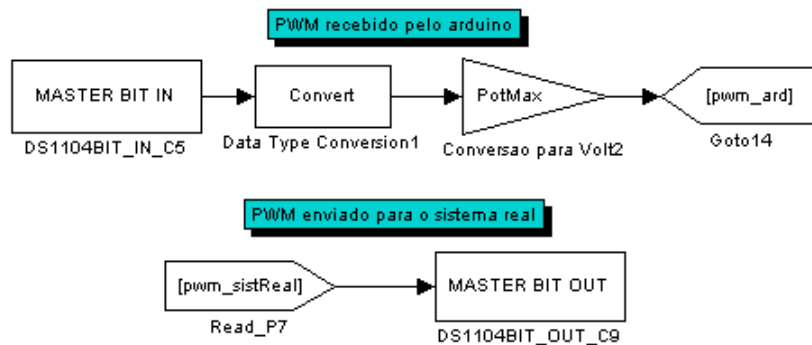 PWM recebido pelo arduino
MASTER BIT IN
Convert
PotMax
[pwm_ard]
DS1104BIT_IN_C5
Data Type Conversion1
Conversao para Volt2
Goto14
PWM enviado para o sistema real
[pwm_sistReal]
MASTER BIT OUT
Read_P7
DS1104BIT_OUT_C9